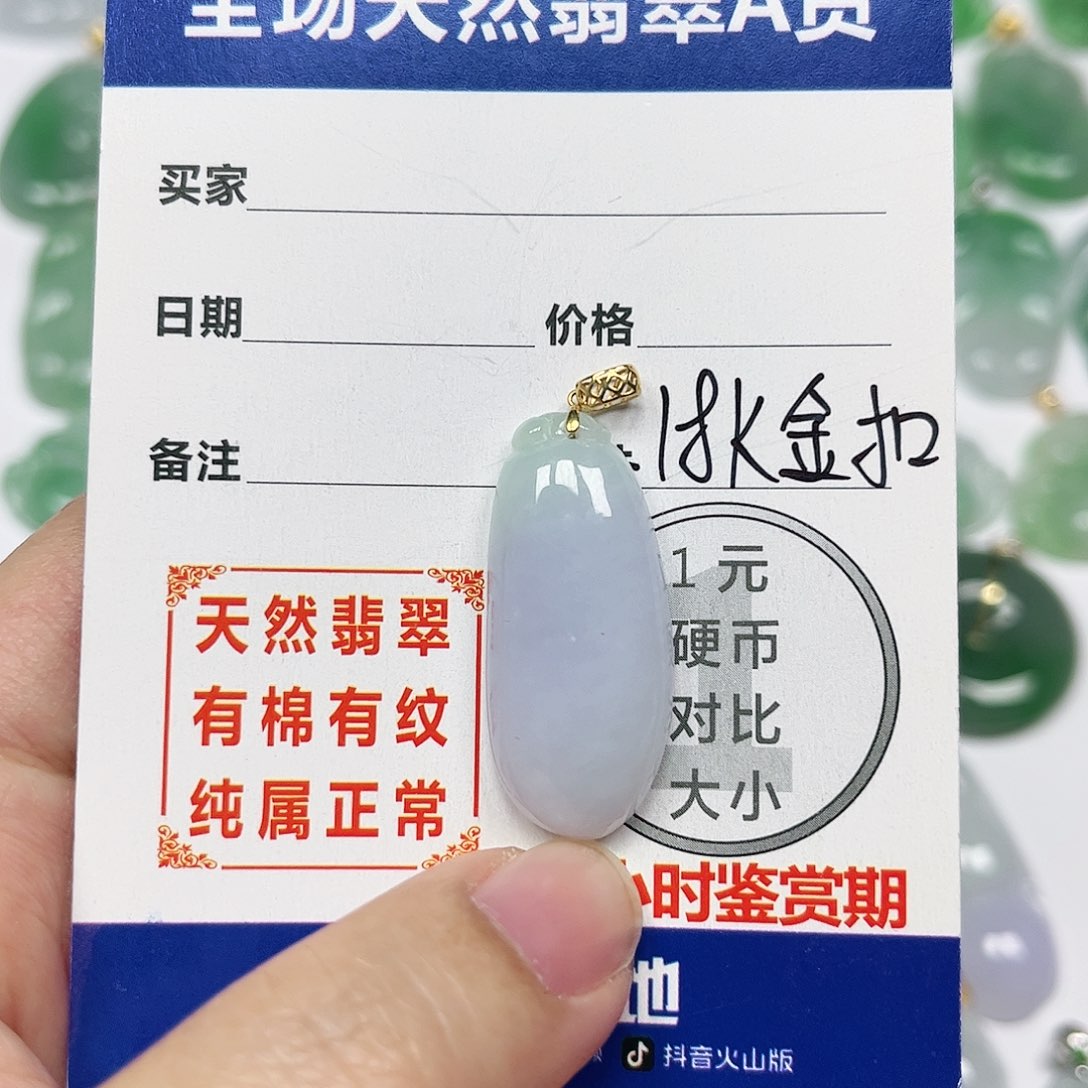 全场天然翡翠A货
买家
日期
价格
备注
18K金扣
天然翡翠
有棉有纹
纯属正常
1元
硬币
对比
大小
小时鉴赏期
地
抖音火山版